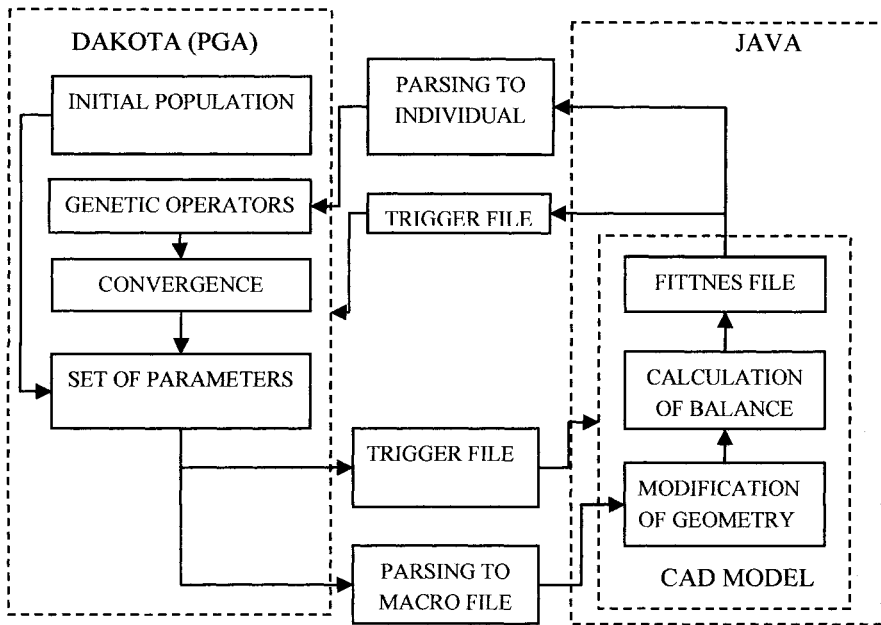 DAKOTA (PGA)
INITIAL POPULATION
GENETIC OPERATORS
CONVERGENCE
SET OF PARAMETERS
PARSING TO
INDIVIDUAL
TRIGGER FILE
TRIGGER FILE
PARSING TO
MACRO FILE
JAVA
FITTNES FILE
CALCULATION
OF BALANCE
MODIFICATION
OF GEOMETRY
CAD MODEL